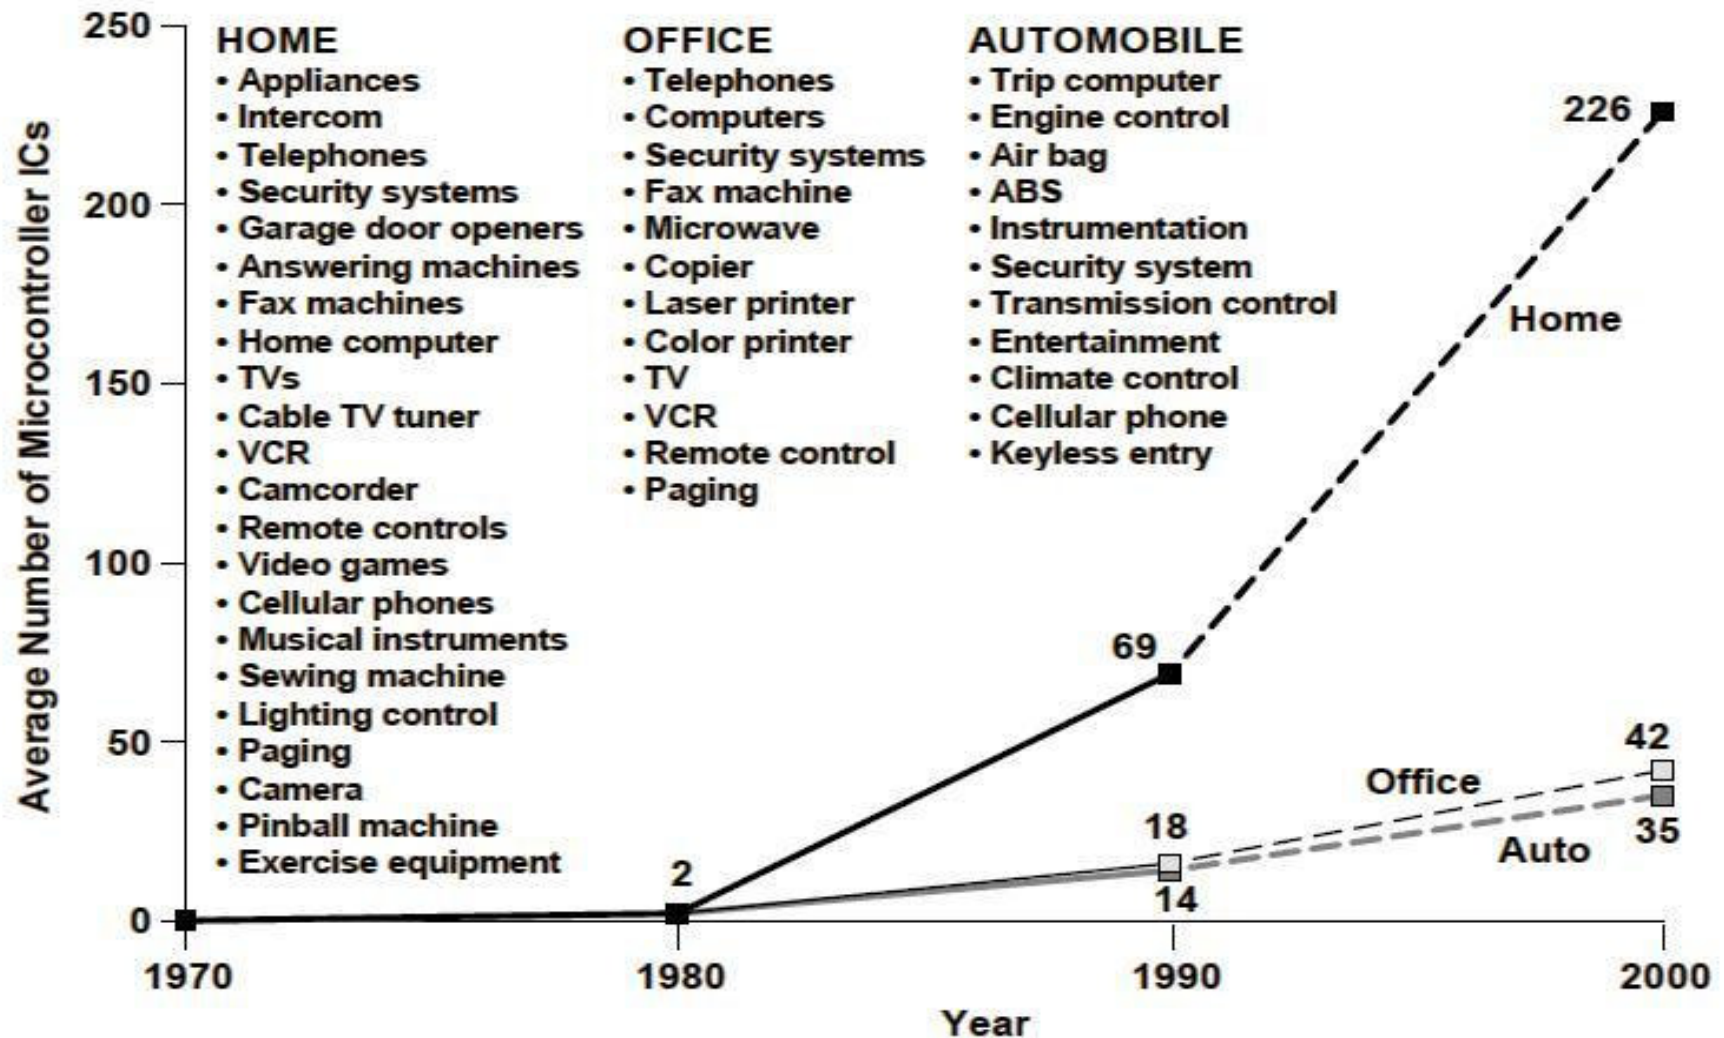 Average Number of Microcontroller ICs
250
200
150
100
50
0
HOME
• Appliances
• Intercom
• Telephones
• Security systems
• Garage door openers
• Answering machines
• Fax machines
• Home computer
• TVs
• Cable TV tuner
• VCR
• Camcorder
• Remote controls
• Video games
• Cellular phones
• Musical instruments
• Sewing machine
• Lighting control
• Paging
• Camera
• Pinball machine
• Exercise equipment
OFFICE
• Telephones
• Computers
• Security systems
• Fax machine
• Microwave
• Copier
• Laser printer
• Color printer
• TV
• VCR
• Remote control
• Paging
AUTOMOBILE
• Trip computer
• Engine control
• Air bag
• ABS
• Instrumentation
• Security system
• Transmission control
• Entertainment
• Climate control
• Cellular phone
• Keyless entry
226
Home
69
42
Office
18
35
Auto
2
14
1970
1980
1990
2000
Year